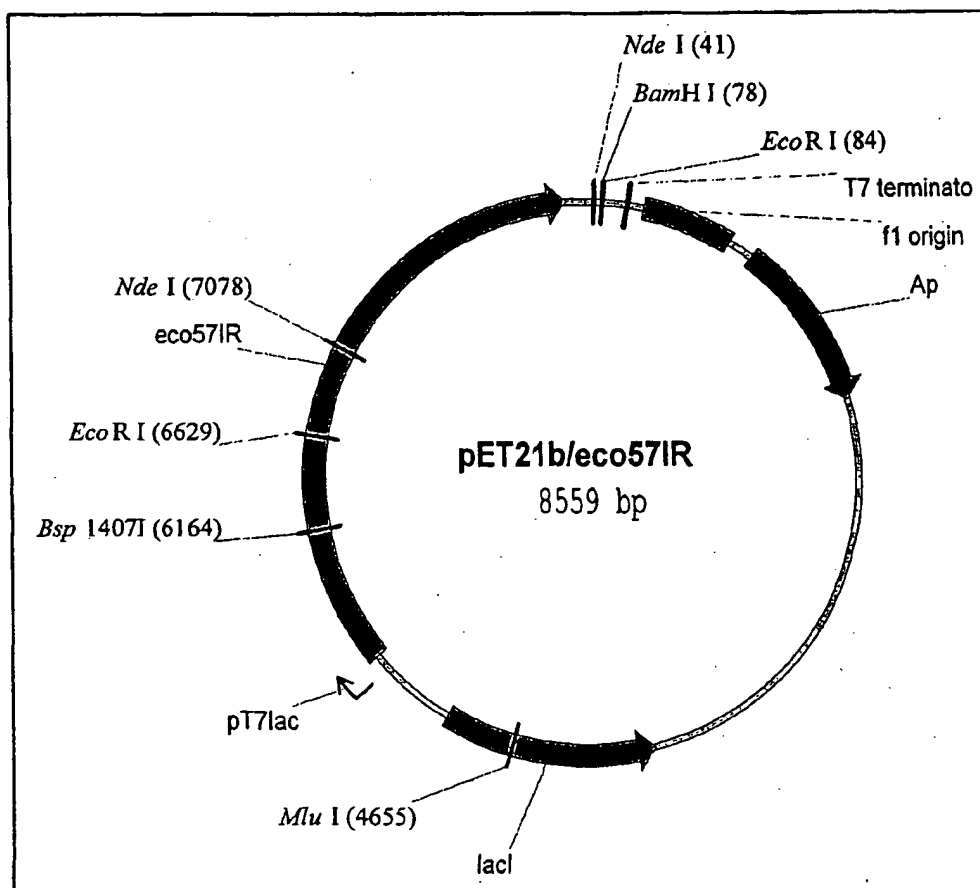 Nde I (41)
BamH I (78)
EcoR I (84)
T7 terminato
f1 origin
Ap
Nde I (7078)
eco57IR
EcoR I (6629)
Bsp 1407I (6164)
pET21b/eco57IR
8559 bp
pT7lac
Mlu I (4655)
lacI